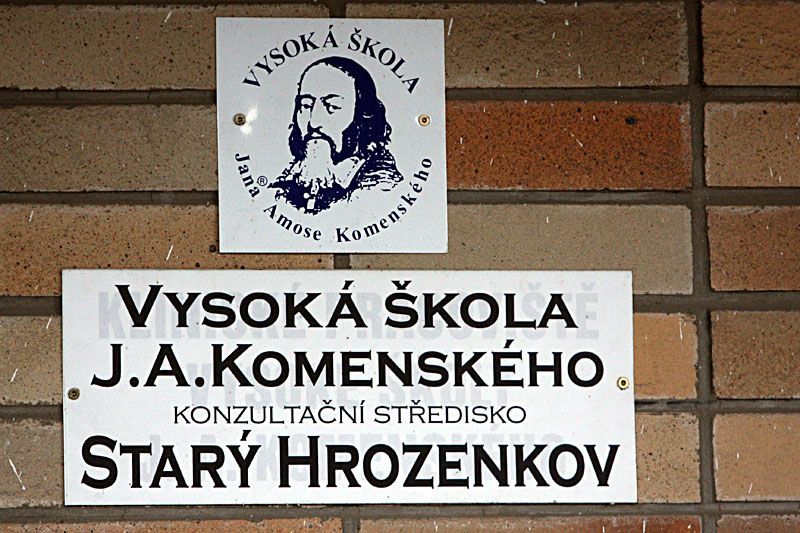 VYSOKÁ ŠKOLA
Jana® Amose Komenského
VYSOKÁ ŠKOLA
J.A.KOMENSKÉHO
KONZULTAČNÍ STŘEDISKO
STARÝ HROZENKOV